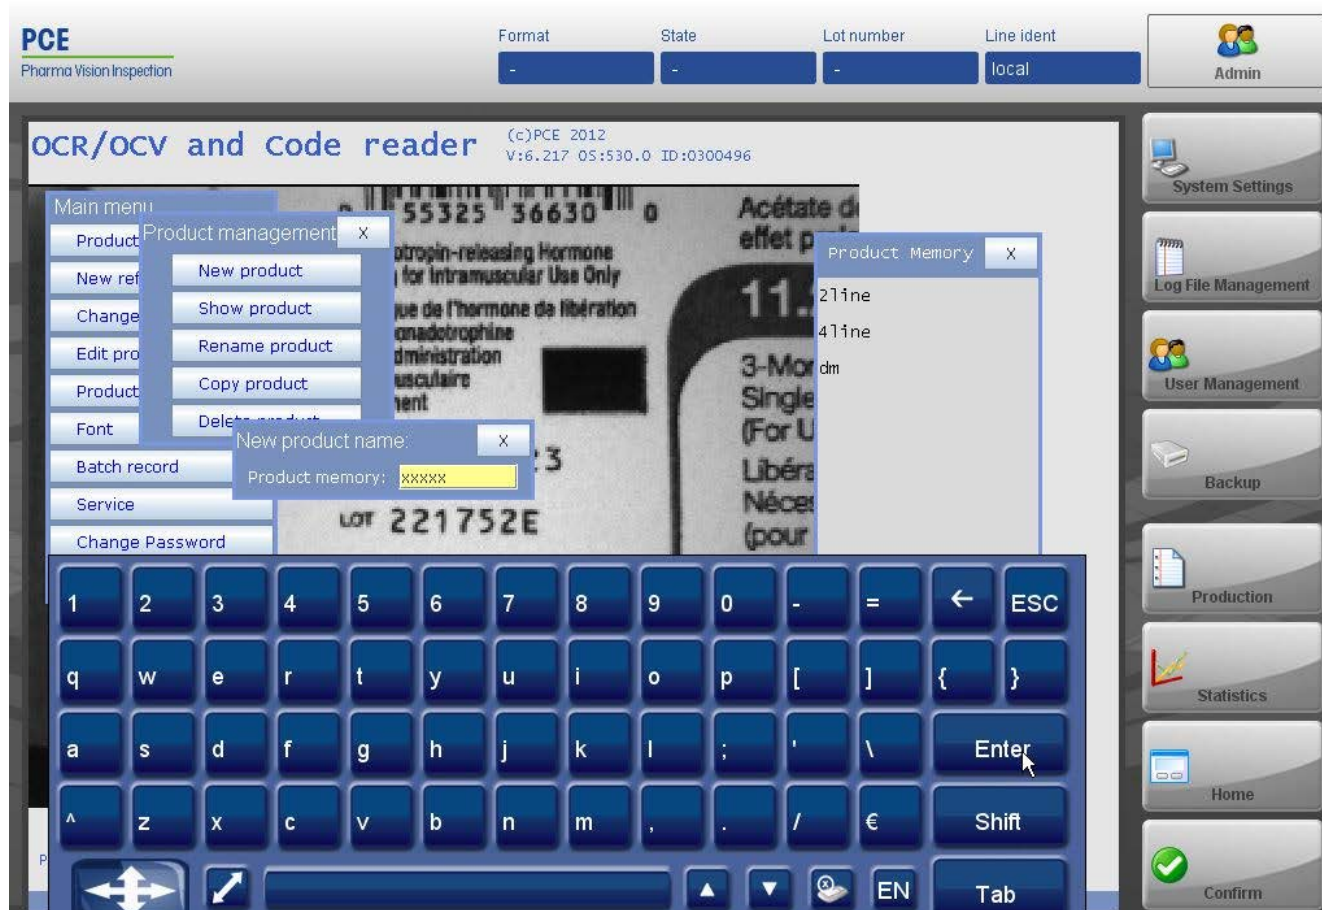 PCE
Pharma Vision Inspection
Format
State
Lot number
Line ident
-
-
-
local
Admin
OCR/OCV and Code reader
(c)PCE 2012
V:6.217 OS:530.0 ID:0300496
System Settings
Log File Management
User Management
Backup
Production
Statistics
Home
Confirm
Main menu
Product
New ref
Change
Edit pro
Product
Font
Batch record
Service
Change Password
Product management
X
New product
Show product
Rename product
Copy product
Delete product
New product name:
X
Product memory:
xxxxx
Product Memory
X
2line
4line
dm
55325 36630 0
otropin-releasing Hormone
for Intramuscular Use Only
ue de l'hormone de libération
onadotrophine
dministration
usculaire
ment
3
LOT 221752E
Acétate de
effet
11.
3-Mon
Single
(For U
Libéra
Néces
(pour
1 2 3 4 5 6 7 8 9 0 - = ← ESC
q w e r t y u i o p [ ] { }
a s d f g h j k l ; ' \ Enter
^ z x c v b n m , . / € Shift
EN Tab